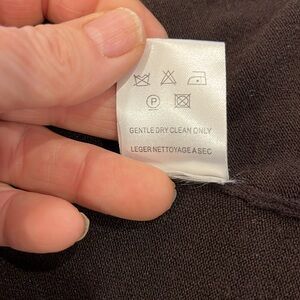 P
GENTLE DRY CLEAN ONLY
LEGER NETTOYAGE A SEC